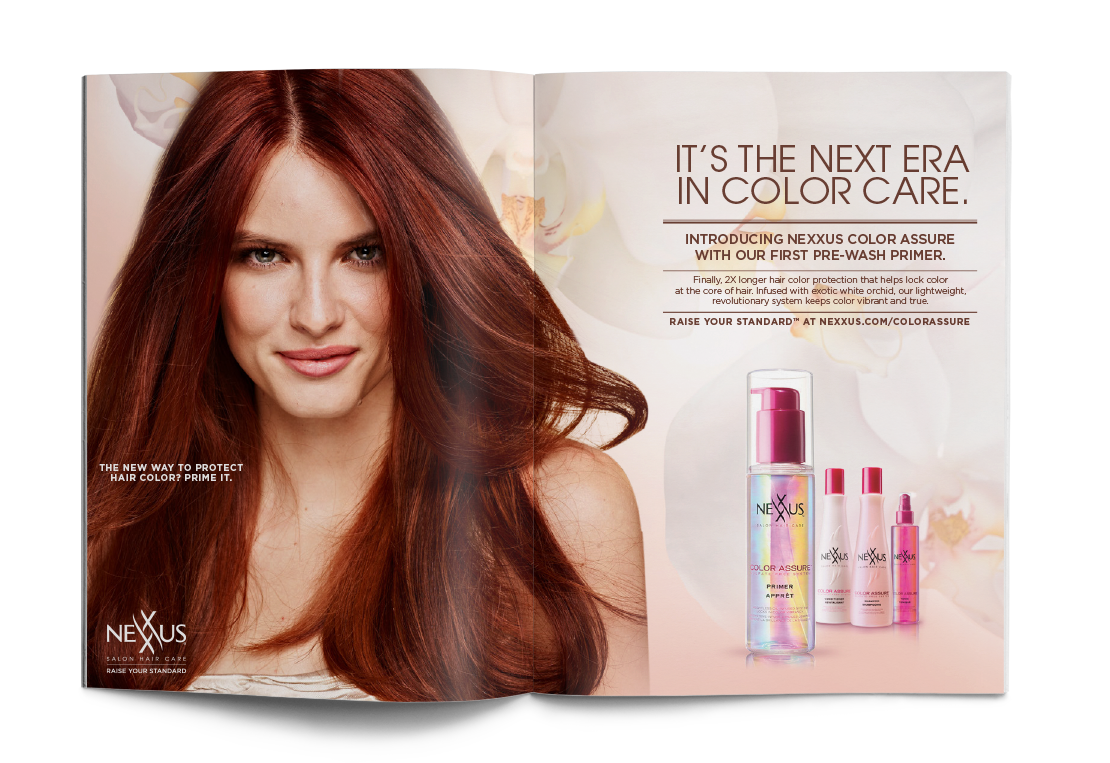 THE NEW WAY TO PROTECT
HAIR COLOR? PRIME IT.
NEXXUS
SALON HAIR CARE
RAISE YOUR STANDARD
IT'S THE NEXT ERA
IN COLOR CARE.
INTRODUCING NEXXUS COLOR ASSURE
WITH OUR FIRST PRE-WASH PRIMER.
Finally, 2X longer hair color protection that helps lock color
at the core of hair. Infused with exotic white orchid, our lightweight,
revolutionary system keeps color vibrant and true.
RAISE YOUR STANDARD™ AT NEXXUS.COM/COLORASSURE
NEXXUS
SALON HAIR CARE
COLOR ASSURE
PRIMER
APPRÊT
NEXXUS
COLOR ASSURE
NEXXUS
COLOR ASSURE
NEXXUS